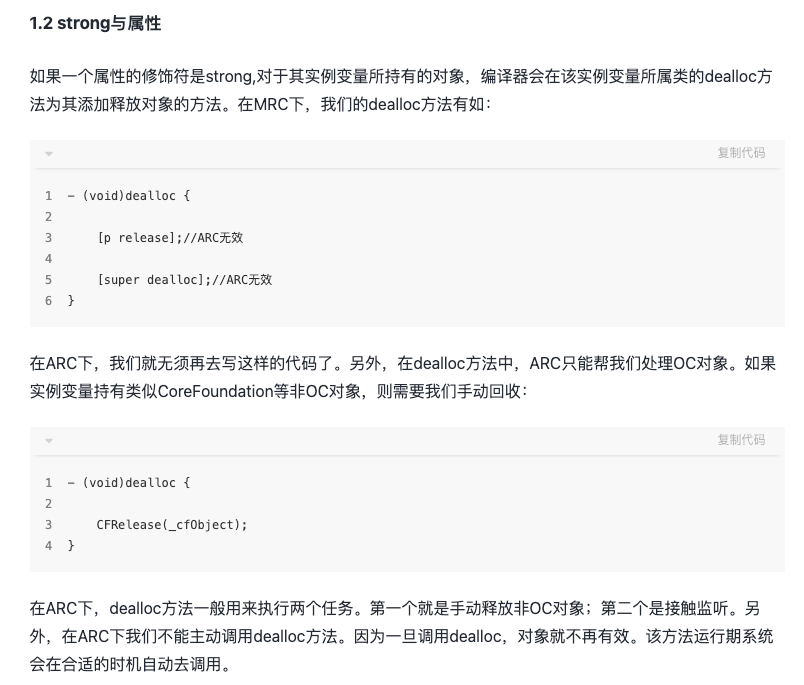 1.2 strong与属性
如果一个属性的修饰符是strong,对于其实例变量所持有的对象，编译器会在该实例变量所属类的dealloc方
法为其添加释放对象的方法。在MRC下，我们的dealloc方法有如：
复制代码
1 - (void)dealloc {
2
3     [p release];//ARC无效
4
5     [super dealloc];//ARC无效
6 }
在ARC下，我们就无须再去写这样的代码了。另外，在dealloc方法中，ARC只能帮我们处理OC对象。如果
实例变量持有类似CoreFoundation等非OC对象，则需要我们手动回收：
复制代码
1 - (void)dealloc {
2
3     CFRelease(_cfObject);
4 }
在ARC下，dealloc方法一般用来执行两个任务。第一个就是手动释放非OC对象；第二个是接触监听。另
外，在ARC下我们不能主动调用dealloc方法。因为一旦调用dealloc，对象就不再有效。该方法运行期系统
会在合适的时机自动去调用。